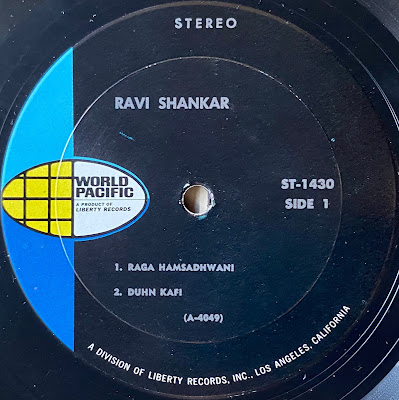 STEREO
RAVI SHANKAR
WORLD
PACIFIC
A PRODUCT OF
LIBERTY RECORDS
ST-1430
SIDE 1
1. RAGA HAMSADHWANI
2. DUHN KAFI
(A-4049)
A DIVISION OF LIBERTY RECORDS, INC., LOS ANGELES, CALIFORNIA